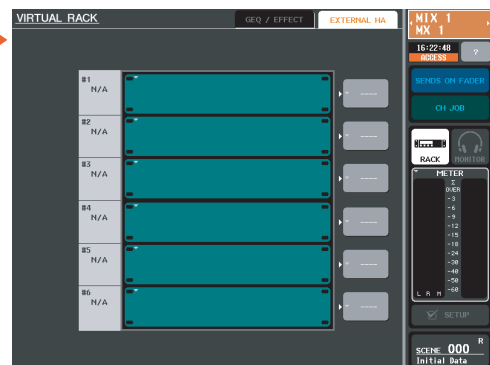 VIRTUAL RACK
GEQ / EFFECT
EXTERNAL HA
MIX 1
MX 1
16:22:48
ACCESS
?
SENDS ON FADER
CH JOB
RACK
MONITOR
METER
Σ
OVER
-3
-6
-9
-12
-15
-18
-24
-30
-40
-50
-60
L R M
SETUP
SCENE 000 R
Initial Data
#1
N/A
- ----
#2
N/A
- ----
#3
N/A
- ----
#4
N/A
- ----
#5
N/A
- ----
#6
N/A
- ----